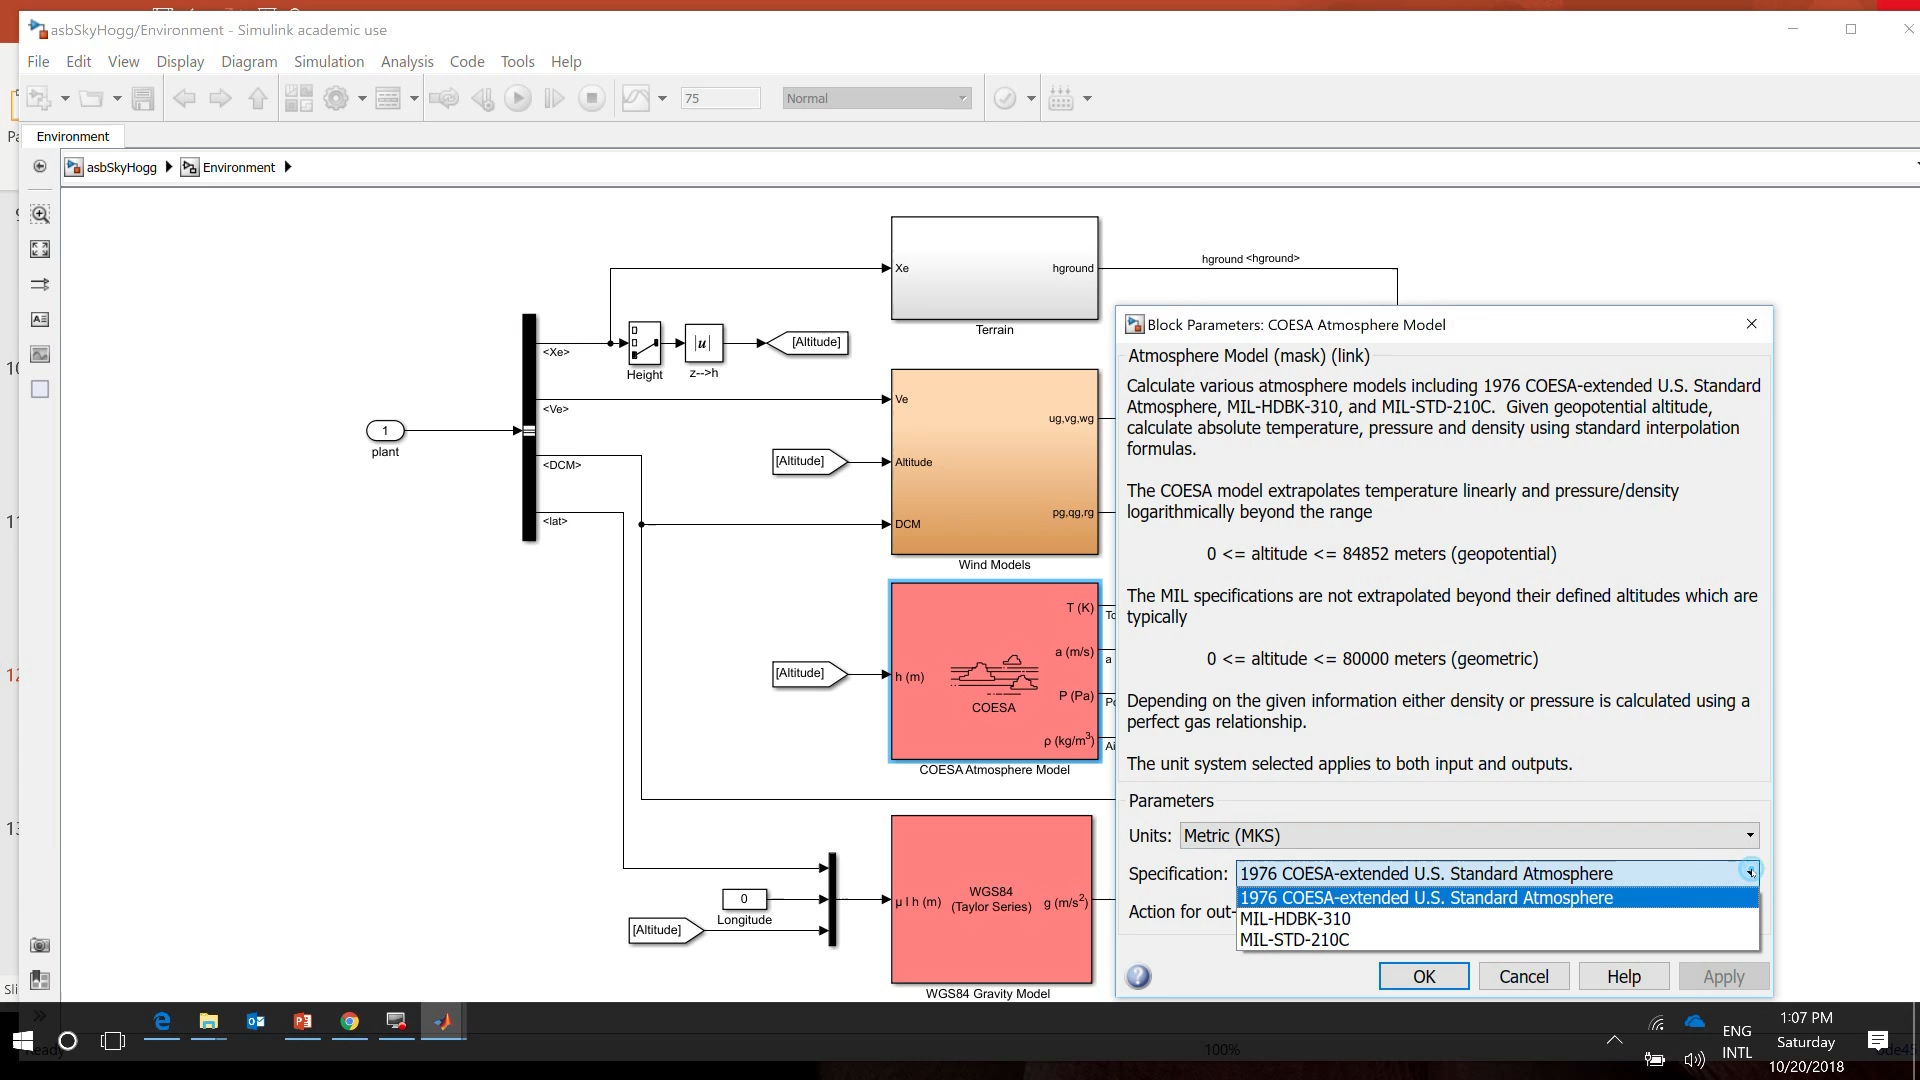 asbSkyHogg/Environment - Simulink academic use
File Edit View Display Diagram Simulation Analysis Code Tools Help
75
Normal
Environment
asbSkyHogg
Environment
Xe
hground
Terrain
hground <hground>
<Xe>
Height
|u|
z-->h
[Altitude]
<Ve>
Ve
ug,vg,wg
1
plant
[Altitude]
Altitude
<DCM>
DCM
pg,qg,rg
Wind Models
<lat>
T (K)
a (m/s)
a
[Altitude]
h (m)
COESA
P (Pa)
ρ (kg/m³)
Ai
COESA Atmosphere Model
0
Longitude
[Altitude]
μ l h (m)
WGS84
(Taylor Series)
g (m/s²)
WGS84 Gravity Model
Block Parameters: COESA Atmosphere Model
Atmosphere Model (mask) (link)
Calculate various atmosphere models including 1976 COESA-extended U.S. Standard
Atmosphere, MIL-HDBK-310, and MIL-STD-210C.  Given geopotential altitude,
calculate absolute temperature, pressure and density using standard interpolation
formulas.
The COESA model extrapolates temperature linearly and pressure/density
logarithmically beyond the range
0 <= altitude <= 84852 meters (geopotential)
The MIL specifications are not extrapolated beyond their defined altitudes which are
typically
0 <= altitude <= 80000 meters (geometric)
Depending on the given information either density or pressure is calculated using a
perfect gas relationship.
The unit system selected applies to both input and outputs.
Parameters
Units: Metric (MKS)
Specification: 1976 COESA-extended U.S. Standard Atmosphere
1976 COESA-extended U.S. Standard Atmosphere
MIL-HDBK-310
MIL-STD-210C
Action for out-
OK Cancel Help Apply
Ready
100%
ENG
INTL
1:07 PM
Saturday
10/20/2018